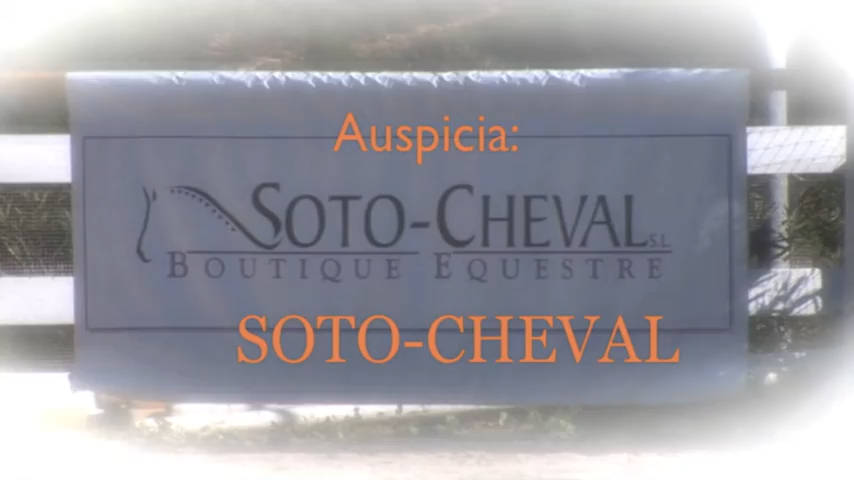 Auspicia:
SOTO-CHEVAL S.L.
BOUTIQUE EQUESTRE
SOTO-CHEVAL